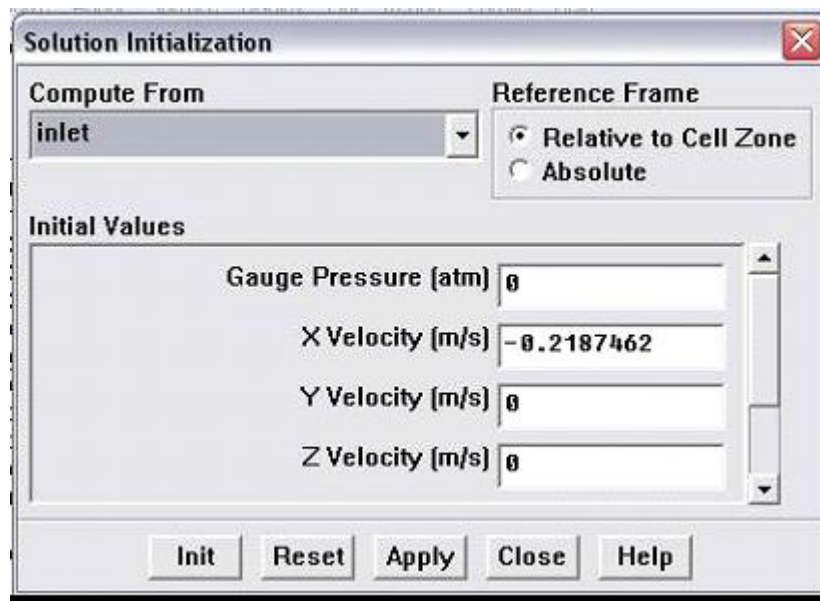 Solution Initialization
Compute From
Reference Frame
inlet
Relative to Cell Zone
Absolute
Initial Values
Gauge Pressure (atm) 0
X Velocity (m/s) -0.2187462
Y Velocity (m/s) 0
Z Velocity (m/s) 0
Init Reset Apply Close Help